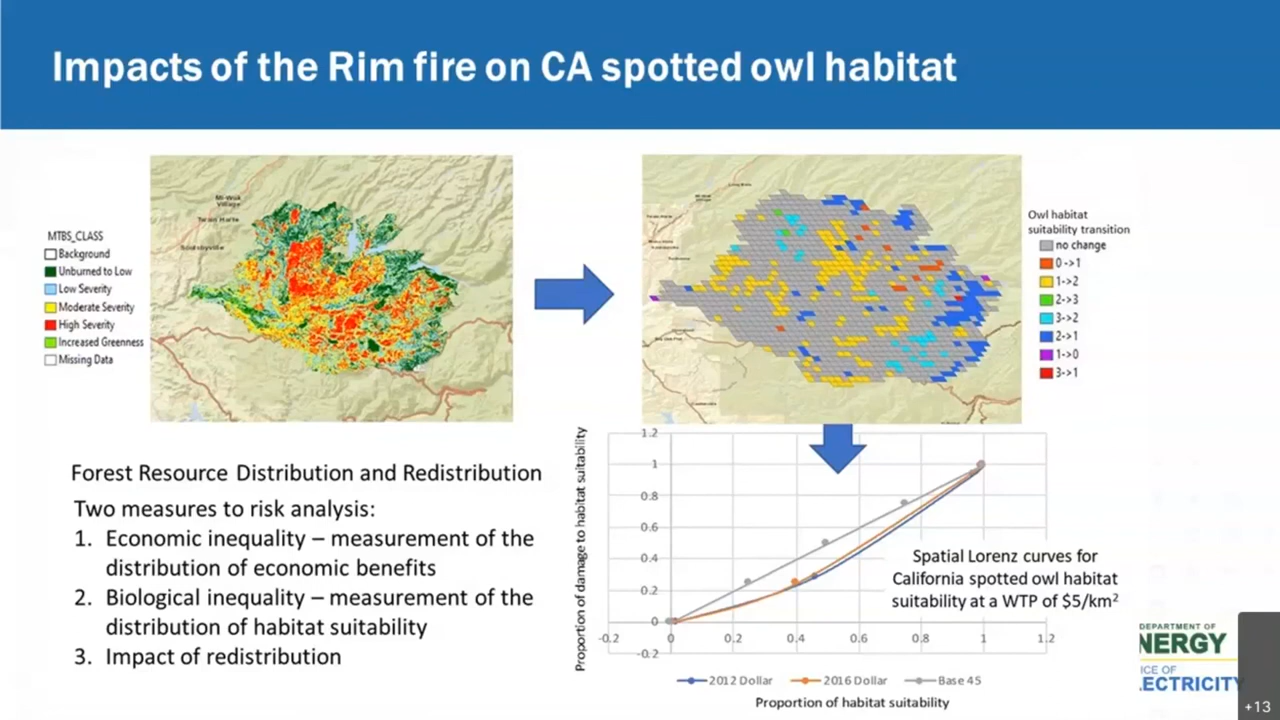 Impacts of the Rim fire on CA spotted owl habitat
MTBS_CLASS
Background
Unburned to Low
Low Severity
Moderate Severity
High Severity
Increased Greenness
Missing Data
Mi-Wuk
Village
Twain Harte
Owl habitat
suitability transition
no change
0->1
1->2
2->3
3->2
2->1
1->0
3->1
Forest Resource Distribution and Redistribution
Two measures to risk analysis:
1. Economic inequality – measurement of the
distribution of economic benefits
2. Biological inequality – measurement of the
distribution of habitat suitability
3. Impact of redistribution
Proportion of damage to habitat suitability
1.2
1
0.8
0.6
0.4
0.2
0
-0.2
-0.2
0
0.2
0.4
0.6
0.8
1
1.2
Spatial Lorenz curves for
California spotted owl habitat
suitability at a WTP of $5/km²
2012 Dollar
2016 Dollar
Base 45
Proportion of habitat suitability
DEPARTMENT OF
NERGY
ICE OF
ECTRICITY
+13